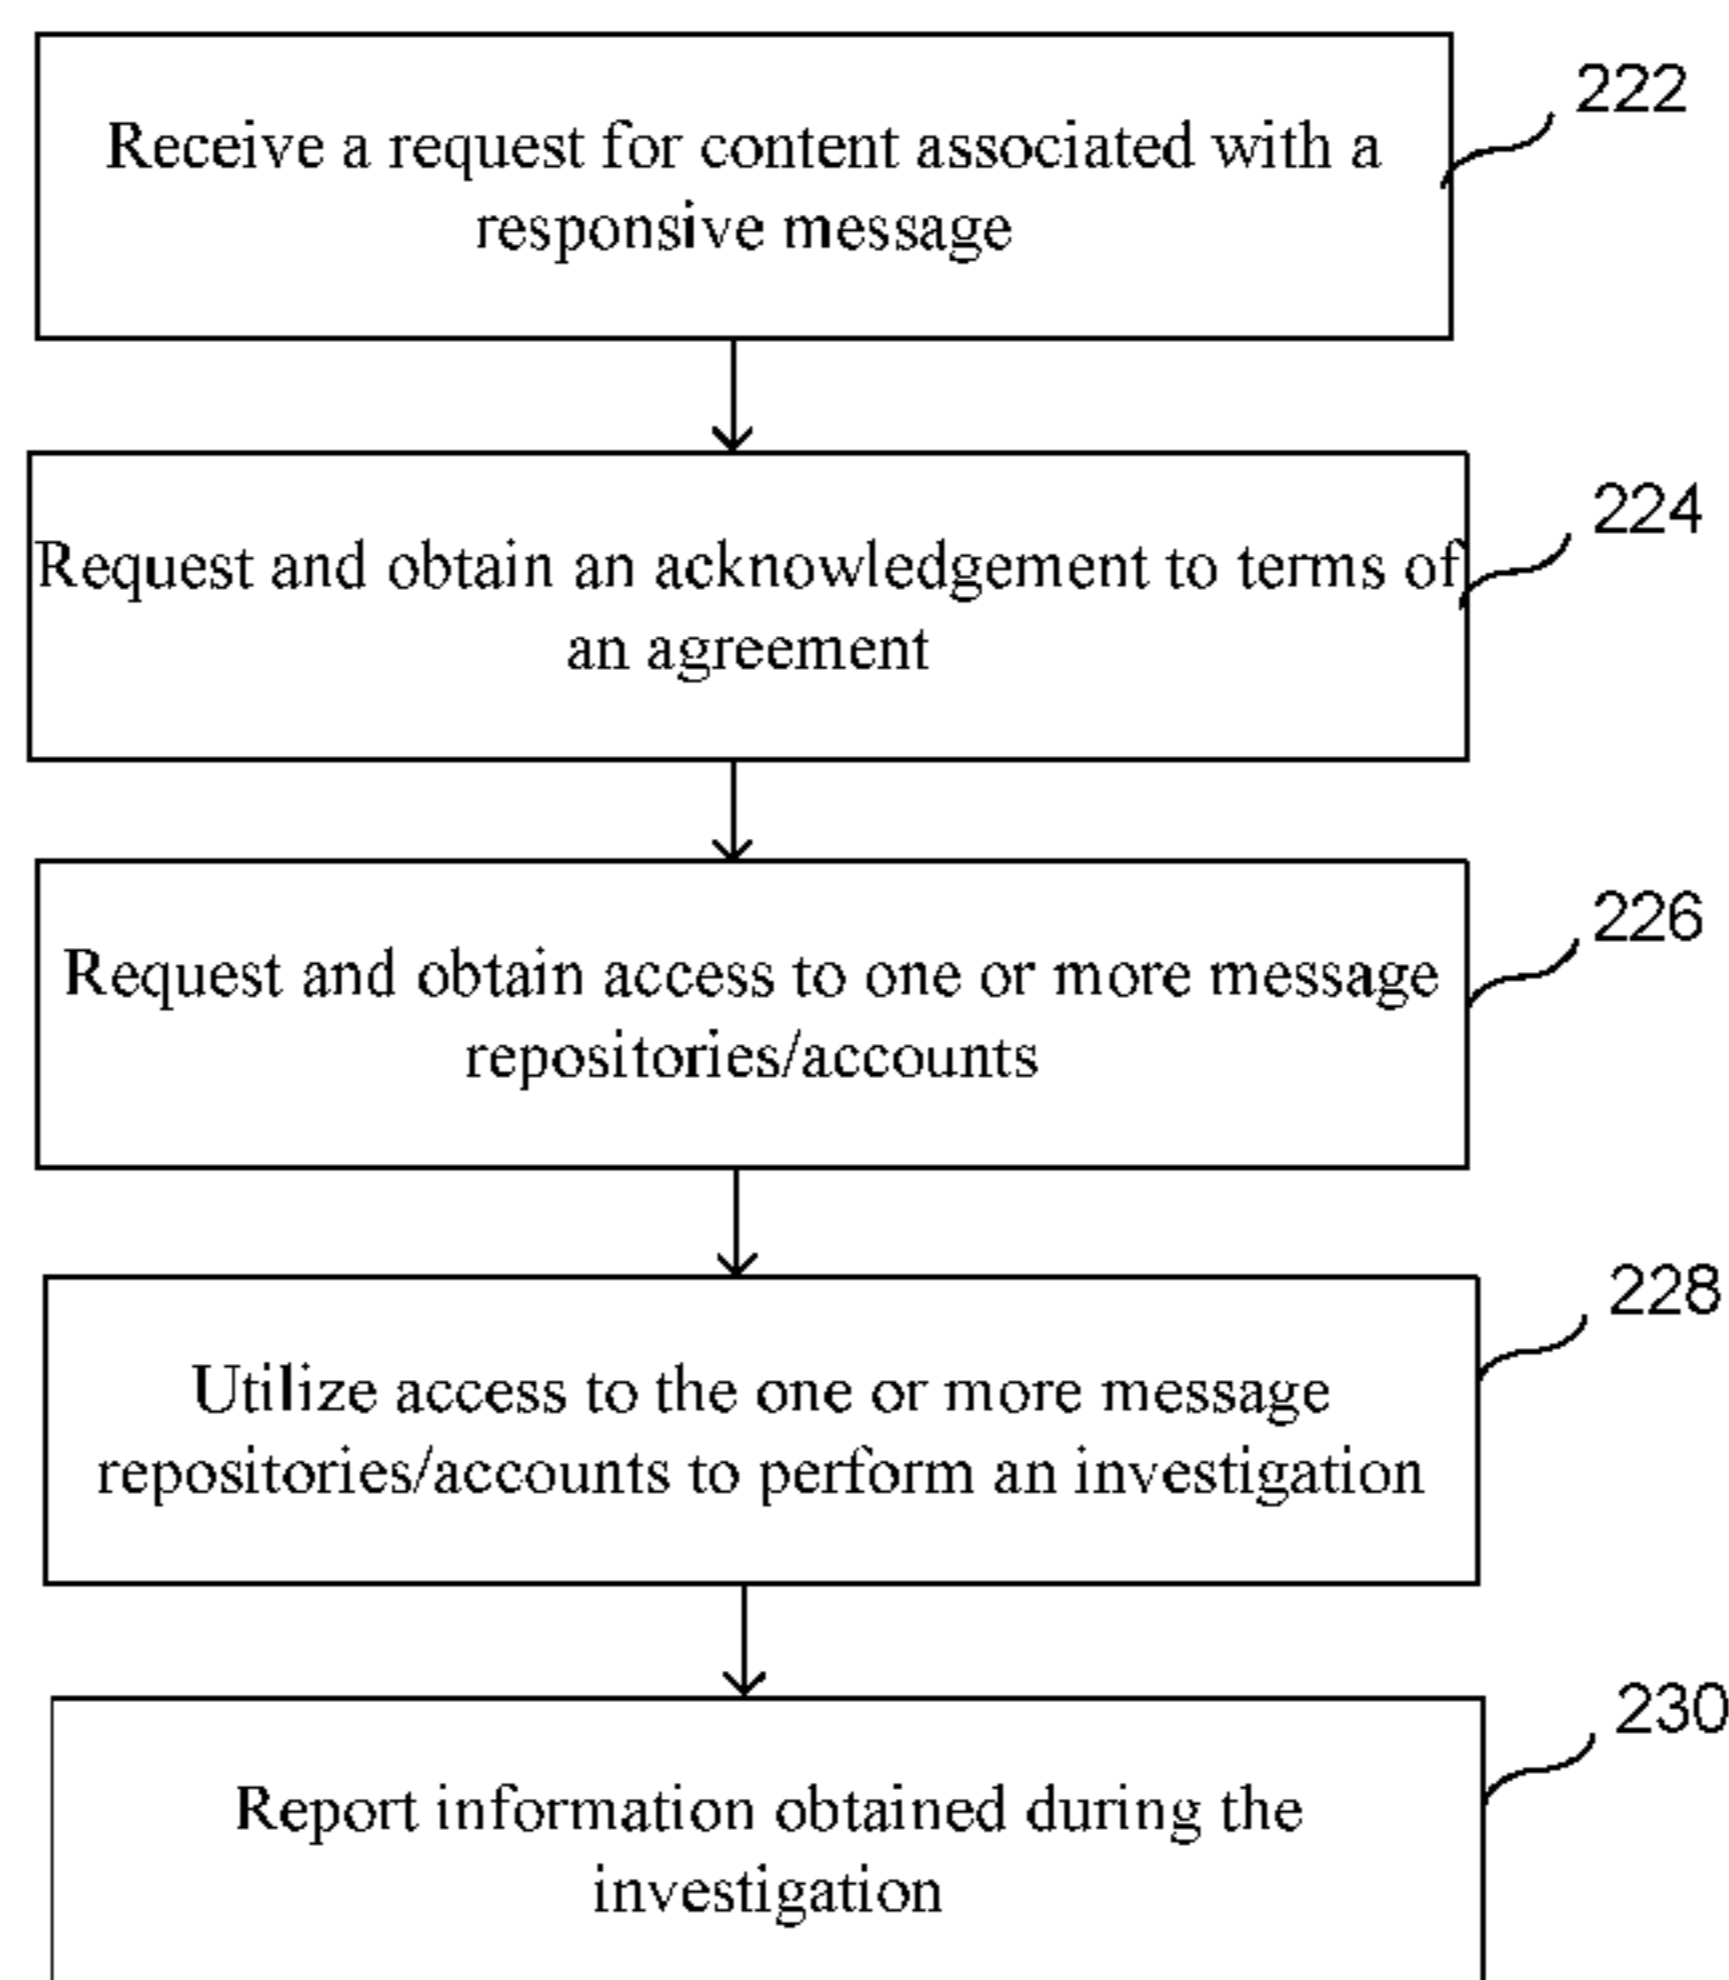 Receive a request for content associated with a
responsive message
222
Request and obtain an acknowledgement to terms of
an agreement
224
Request and obtain access to one or more message
repositories/accounts
226
Utilize access to the one or more message
repositories/accounts to perform an investigation
228
Report information obtained during the
investigation
230